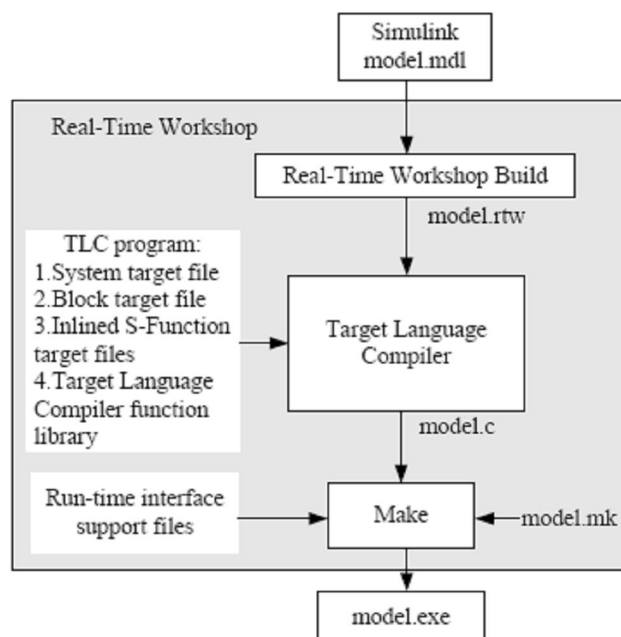 Simulink
model.mdl
Real-Time Workshop
Real-Time Workshop Build
model.rtw
TLC program:
1.System target file
2.Block target file
3.Inlined S-Function
target files
4.Target Language
Compiler function
library
Target Language
Compiler
model.c
Run-time interface
support files
Make
model.mk
model.exe